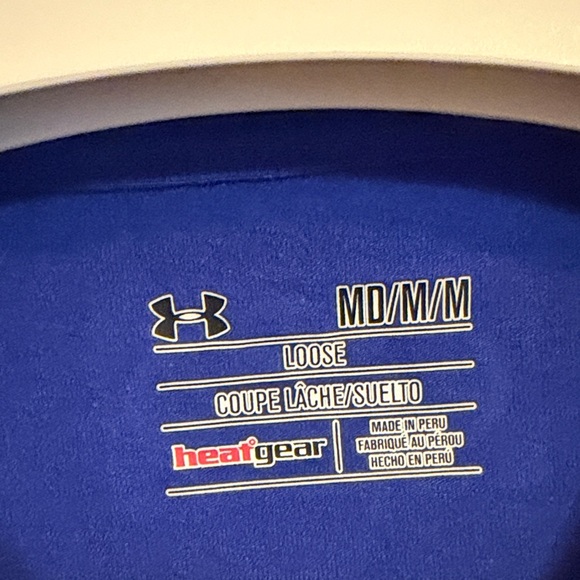 MD/M/M
LOOSE
COUPE LÂCHE/SUELTO
heatgear
MADE IN PERU
FABRIQUÉ AU PÉROU
HECHO EN PERÚ